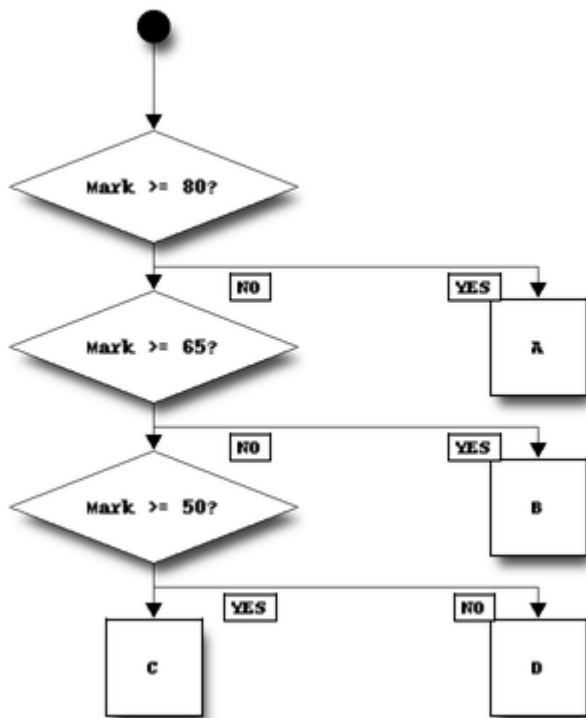 Mark >= 80?
NO YES
Mark >= 65?
A
NO YES
Mark >= 50?
B
YES NO
C D